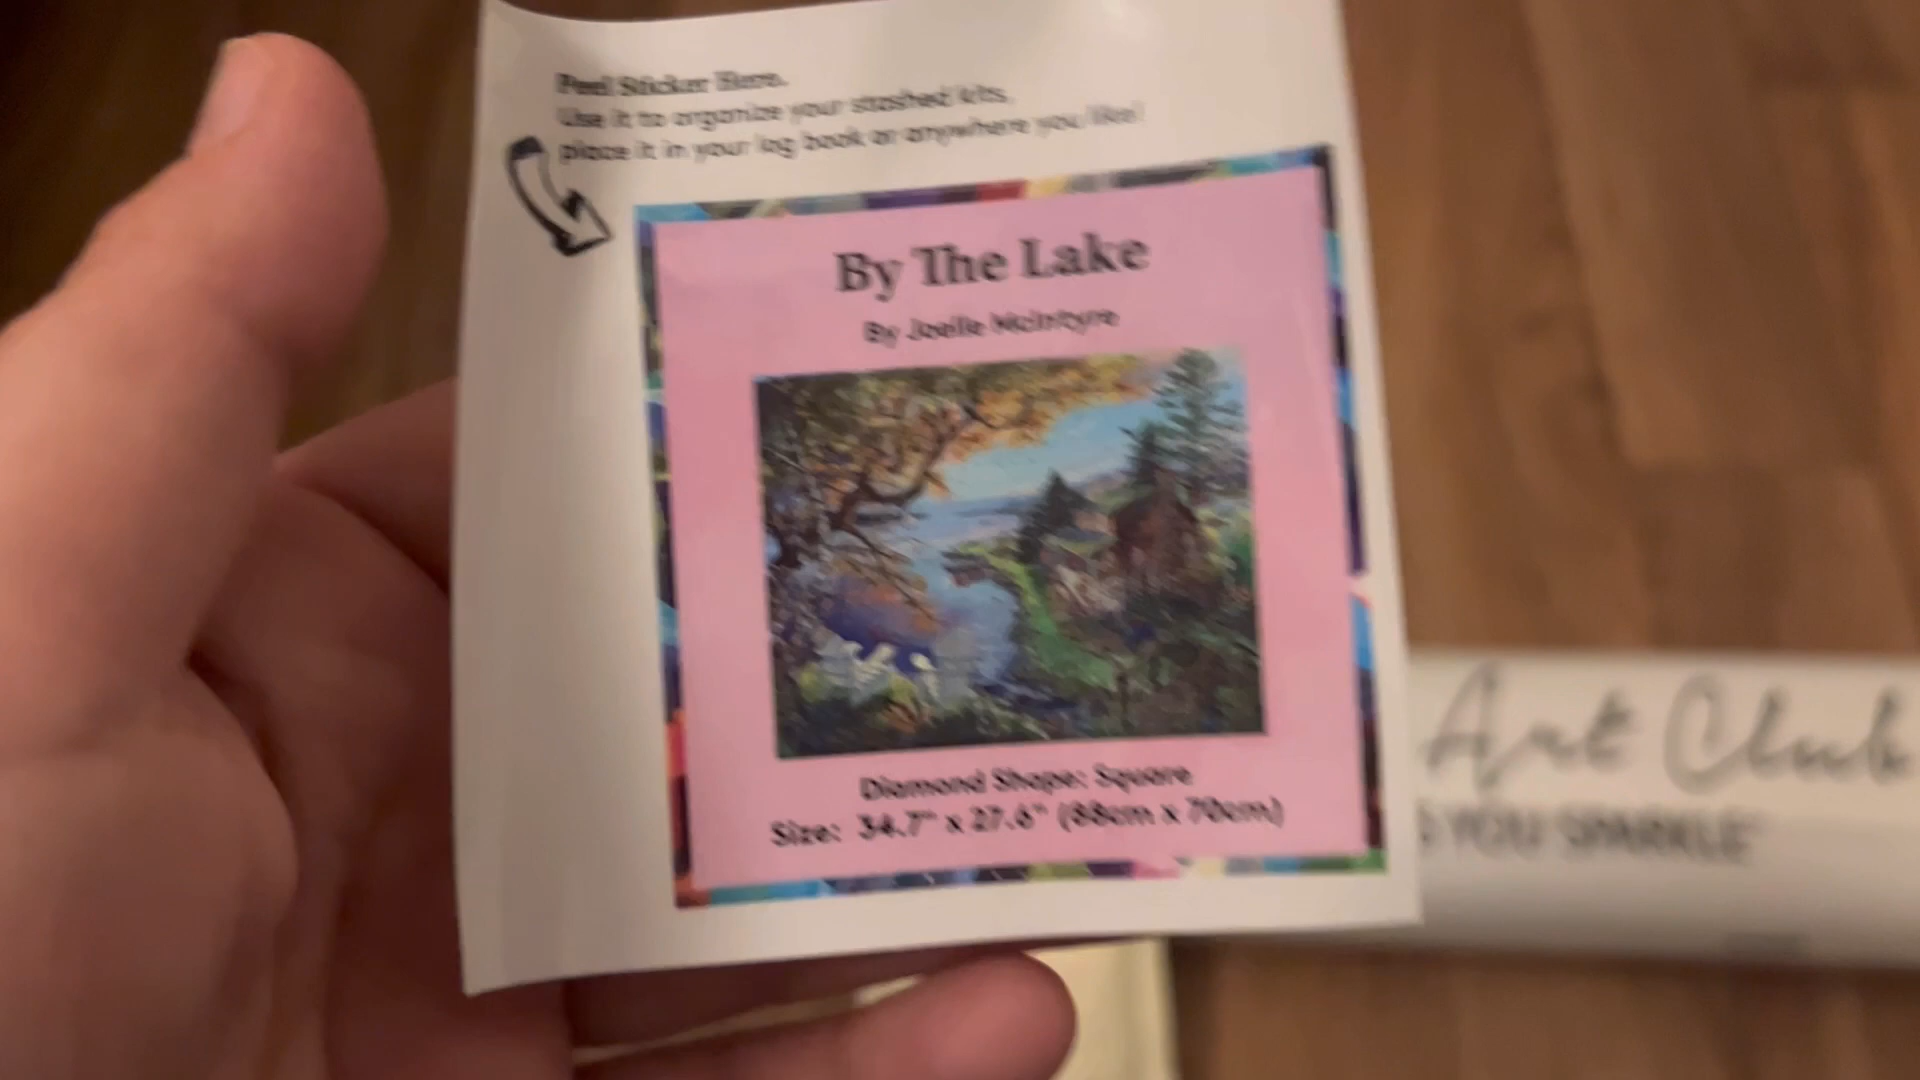 Peel Sticker Here.
Use it to organize your stashed kits,
place it in your log book or anywhere you like!
By The Lake
By Joelle McIntyre
Diamond Shape: Square
Size: 34.7" x 27.6" (88cm x 70cm)
Art Club
YOU SPARKLE